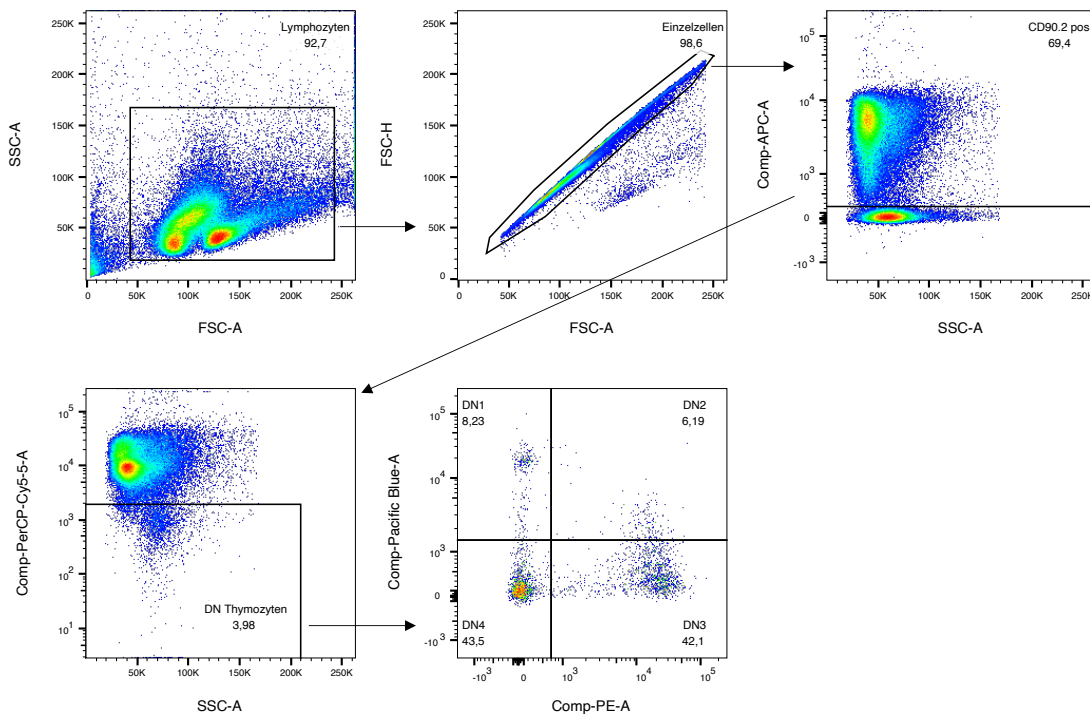 Lymphozyten
92,7
250K
200K
150K
100K
50K
0
0
50K
100K
150K
200K
250K
SSC-A
FSC-A
Einzelzellen
98,6
250K
200K
150K
100K
50K
0
0
50K
100K
150K
200K
250K
FSC-H
FSC-A
CD90.2 pos
69,4
10^5
10^4
10^3
0
-10^3
50K
100K
150K
200K
250K
Comp-APC-A
SSC-A
10^5
10^4
10^3
10^2
10^1
DN Thymozyten
3,98
50K
100K
150K
200K
250K
Comp-PerCP-Cy5-5-A
SSC-A
DN1
8,23
DN2
6,19
DN4
43,5
DN3
42,1
10^5
10^4
10^3
0
-10^3
-10^3
0
10^3
10^4
10^5
Comp-Pacific Blue-A
Comp-PE-A